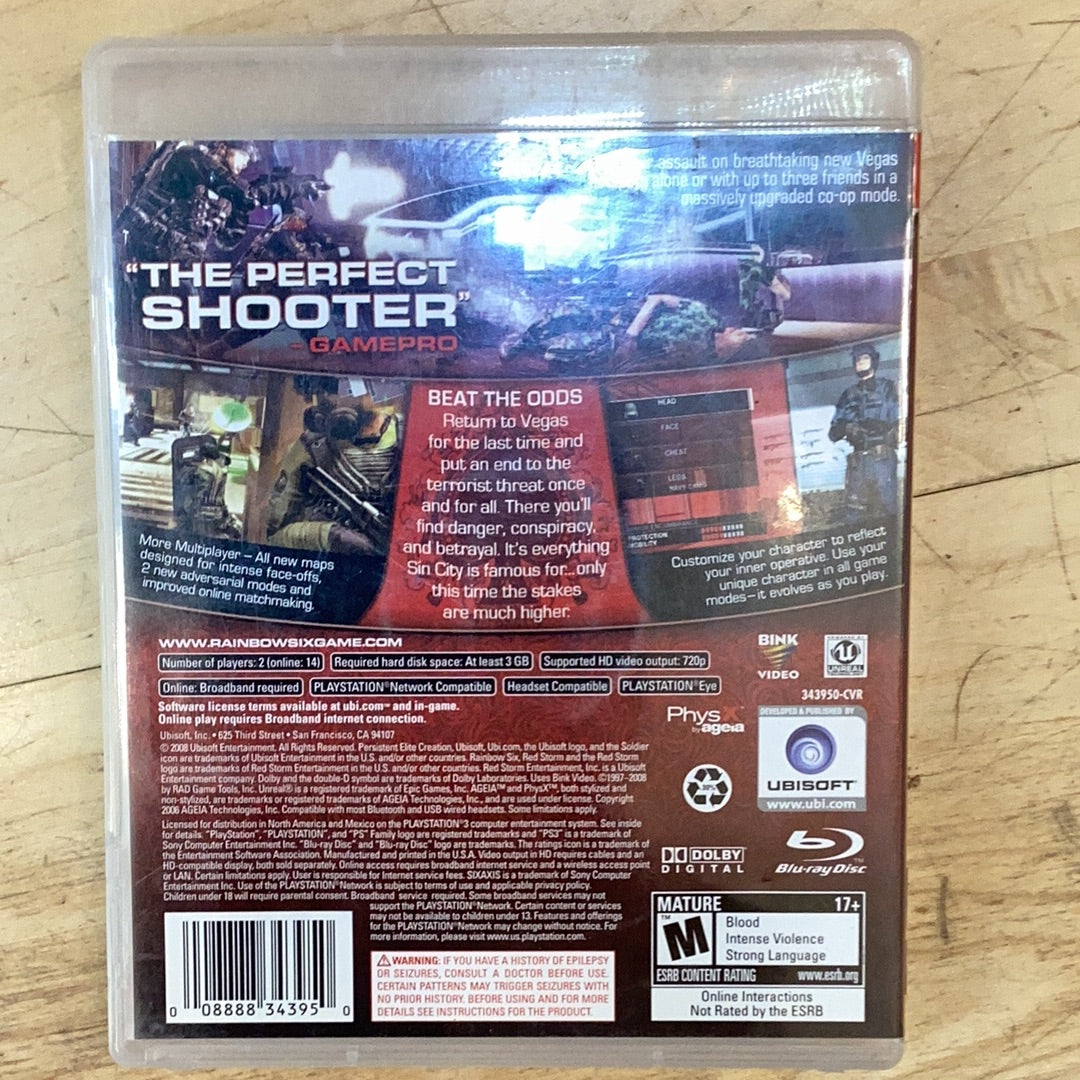 assault on breathtaking new Vegas
alone or with up to three friends in a
massively upgraded co-op mode.
"THE PERFECT
SHOOTER"
- GAMEPRO
BEAT THE ODDS
Return to Vegas
for the last time and
put an end to the
terrorist threat once
and for all. There you'll
find danger, conspiracy,
and betrayal. It's everything
Sin City is famous for...only
this time the stakes
are much higher.
HEAD
FACE
CHEST
LEGS
NAVY CAMO
PROTECTION
MOBILITY
More Multiplayer – All new maps
designed for intense face-offs,
2 new adversarial modes and
improved online matchmaking.
Customize your character to reflect
your inner operative. Use your
unique character in all game
modes—it evolves as you play.
WWW.RAINBOWSIXGAME.COM
Number of players: 2 (online: 14) Required hard disk space: At least 3 GB Supported HD video output: 720p
Online: Broadband required PLAYSTATION®Network Compatible Headset Compatible PLAYSTATION®Eye
Software license terms available at ubi.com™ and in-game.
Online play requires Broadband internet connection.
BINK
VIDEO
UNREAL
343950-CVR
Ubisoft, Inc. • 625 Third Street • San Francisco, CA 94107
© 2008 Ubisoft Entertainment. All Rights Reserved. Persistent Elite Creation, Ubisoft, Ubi.com, the Ubisoft logo, and the Soldier
icon are trademarks of Ubisoft Entertainment in the U.S. and/or other countries. Rainbow Six, Red Storm and the Red Storm
logo are trademarks of Red Storm Entertainment, Inc. in the U.S. and/or other countries. Red Storm Entertainment, Inc. is a Ubisoft
Entertainment company. Dolby and the double-D symbol are trademarks of Dolby Laboratories. Uses Bink Video. ©1997–2008
by RAD Game Tools, Inc. Unreal® is a registered trademark of Epic Games, Inc. AGEIA™ and PhysX™, both stylized and
non-stylized, are trademarks or registered trademarks of AGEIA Technologies, Inc., and are used under license. Copyright
2006 AGEIA Technologies, Inc. Compatible with most Bluetooth and USB wired headsets. Some limitations apply.
Licensed for distribution in North America and Mexico on the PLAYSTATION®3 computer entertainment system. See inside
for details. "PlayStation", "PLAYSTATION", and "PS" Family logo are registered trademarks and "PS3" is a trademark of
Sony Computer Entertainment Inc. "Blu-ray Disc" and "Blu-ray Disc" logo are trademarks. The ratings icon is a trademark of
the Entertainment Software Association. Manufactured and printed in the U.S.A. Video output in HD requires cables and an
HD-compatible display, both sold separately. Online access requires broadband internet service and a wireless access point
or LAN. Certain limitations apply. User is responsible for Internet service fees. SIXAXIS is a trademark of Sony Computer
Entertainment Inc. Use of the PLAYSTATION®Network is subject to terms of use and applicable privacy policy.
Children under 18 will require parental consent. Broadband service required. Some broadband services may not
support the PLAYSTATION®Network. Certain content or services
may not be available to children under 13. Features and offerings
for the PLAYSTATION®Network may change without notice. For
more information, please visit www.us.playstation.com.
PhysX™
by ageia
DEVELOPED & PUBLISHED BY
UBISOFT
www.ubi.com
30%
DOLBY
DIGITAL
Blu-ray Disc™
0 08888 34395 0
WARNING: IF YOU HAVE A HISTORY OF EPILEPSY
OR SEIZURES, CONSULT A DOCTOR BEFORE USE.
CERTAIN PATTERNS MAY TRIGGER SEIZURES WITH
NO PRIOR HISTORY. BEFORE USING AND FOR MORE
DETAILS SEE INSTRUCTIONS FOR THE PRODUCT.
MATURE 17+
M™
Blood
Intense Violence
Strong Language
ESRB CONTENT RATING www.esrb.org
Online Interactions
Not Rated by the ESRB